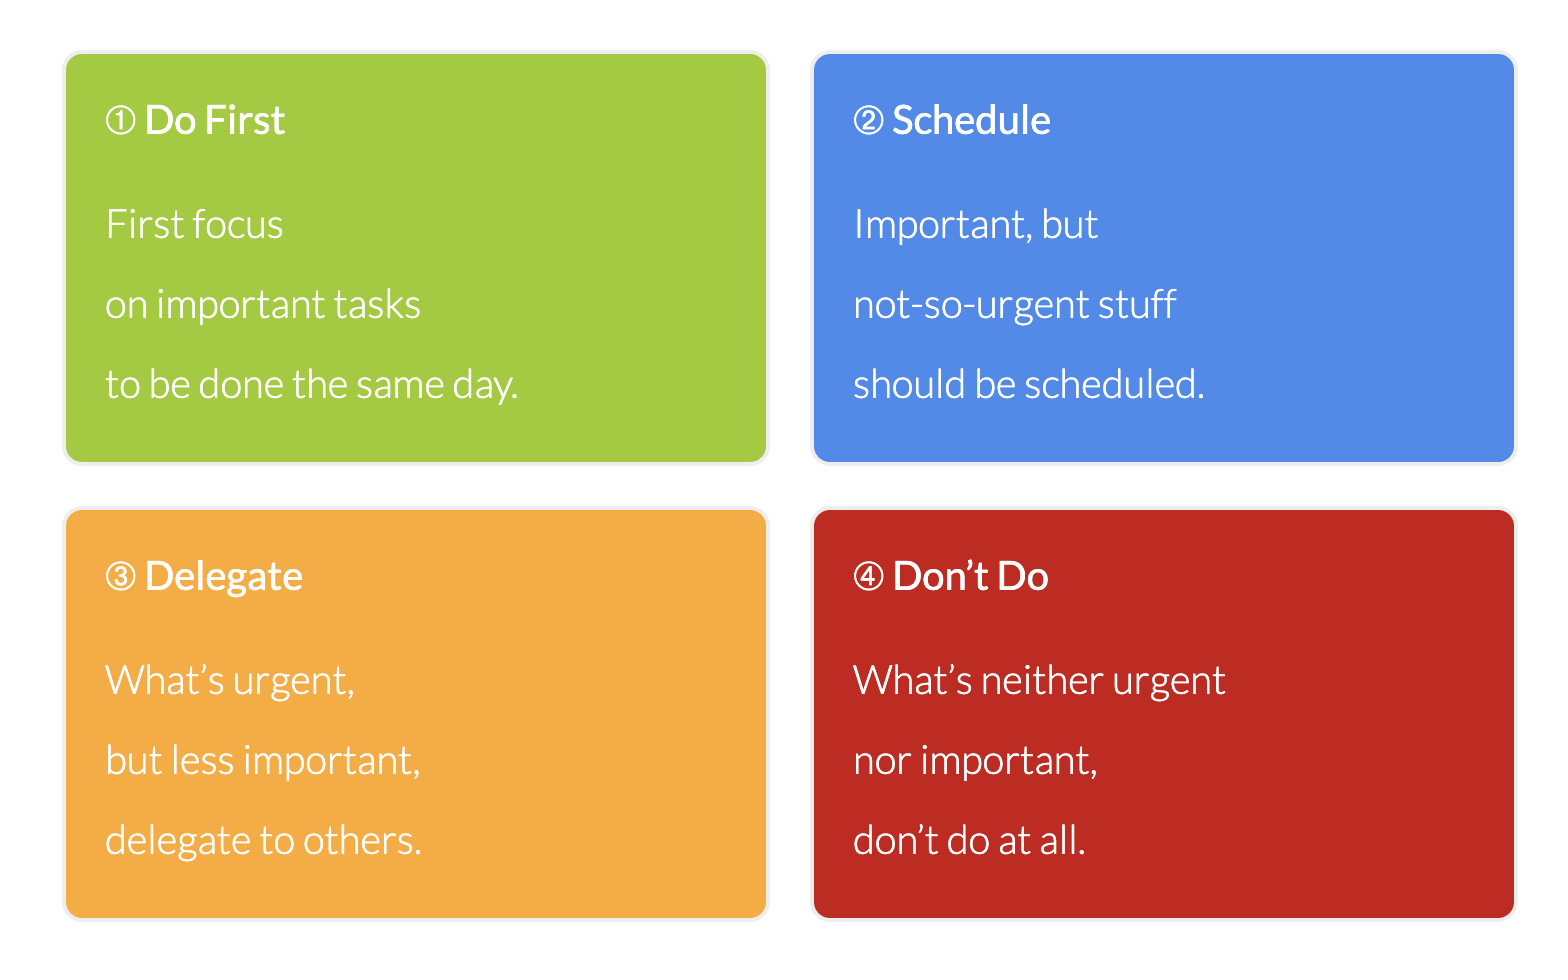 ① Do First
First focus
on important tasks
to be done the same day.
② Schedule
Important, but
not-so-urgent stuff
should be scheduled.
③ Delegate
What’s urgent,
but less important,
delegate to others.
④ Don’t Do
What’s neither urgent
nor important,
don’t do at all.